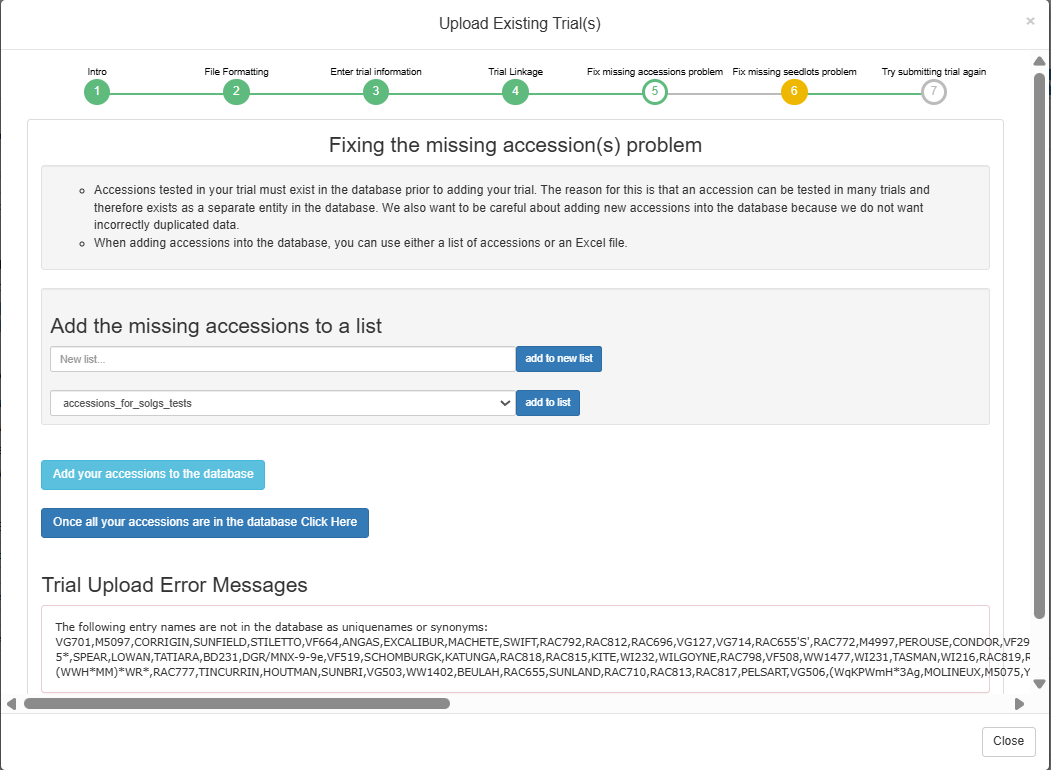 Upload Existing Trial(s)
×
Intro
File Formatting
Enter trial information
Trial Linkage
Fix missing accessions problem
Fix missing seedlots problem
Try submitting trial again
1
2
3
4
5
6
7
Fixing the missing accession(s) problem
Accessions tested in your trial must exist in the database prior to adding your trial. The reason for this is that an accession can be tested in many trials and
therefore exists as a separate entity in the database. We also want to be careful about adding new accessions into the database because we do not want
incorrectly duplicated data.
When adding accessions into the database, you can use either a list of accessions or an Excel file.
Add the missing accessions to a list
New list...
add to new list
accessions_for_solgs_tests
add to list
Add your accessions to the database
Once all your accessions are in the database Click Here
Trial Upload Error Messages
The following entry names are not in the database as uniquenames or synonyms:
VG701,M5097,CORRIGIN,SUNFIELD,STILETTO,VF664,ANGAS,EXCALIBUR,MACHETE,SWIFT,RAC792,RAC812,RAC696,VG127,VG714,RAC655'S',RAC772,M4997,PEROUSE,CONDOR,VF29
5*,SPEAR,LOWAN,TATIARA,BD231,DGR/MNX-9-9e,VF519,SCHOMBURGK,KATUNGA,RAC818,RAC815,KITE,WI232,WILGOYNE,RAC798,VF508,WW1477,WI231,TASMAN,WI216,RAC819,R
(WWH*MM)*WR*,RAC777,TINCURRIN,HOUTMAN,SUNBRI,VG503,WW1402,BEULAH,RAC655,SUNLAND,RAC710,RAC813,RAC817,PELSART,VG506,(WqKPWmH*3Ag,MOLINEUX,M5075,Y
Close